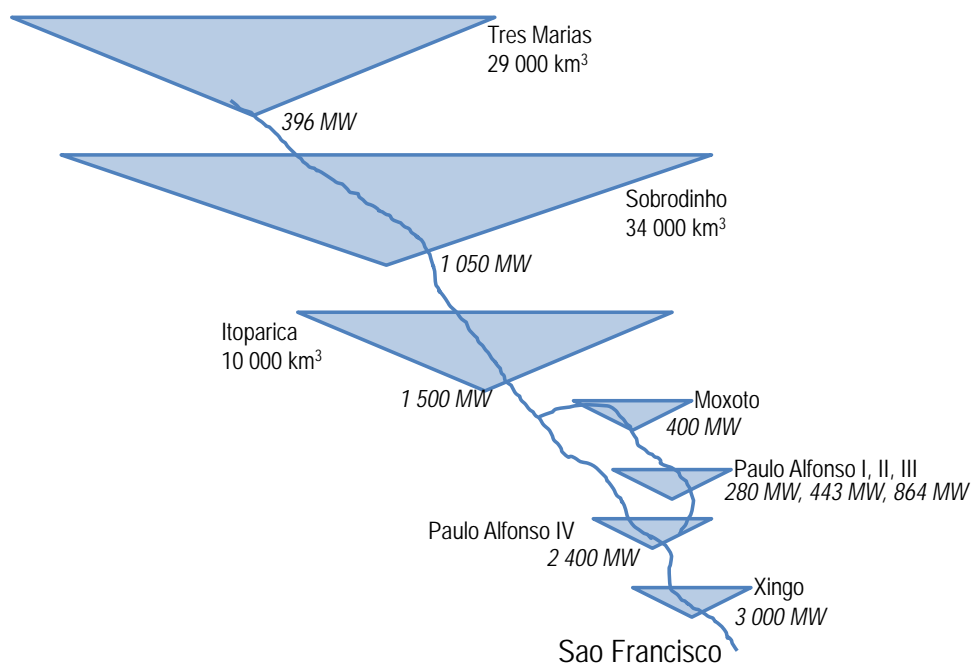 Tres Marias
29 000 km³
396 MW
Sobrodinho
34 000 km³
1 050 MW
Itoparica
10 000 km³
1 500 MW
Moxoto
400 MW
Paulo Alfonso I, II, III
280 MW, 443 MW, 864 MW
Paulo Alfonso IV
2 400 MW
Xingo
3 000 MW
Sao Francisco